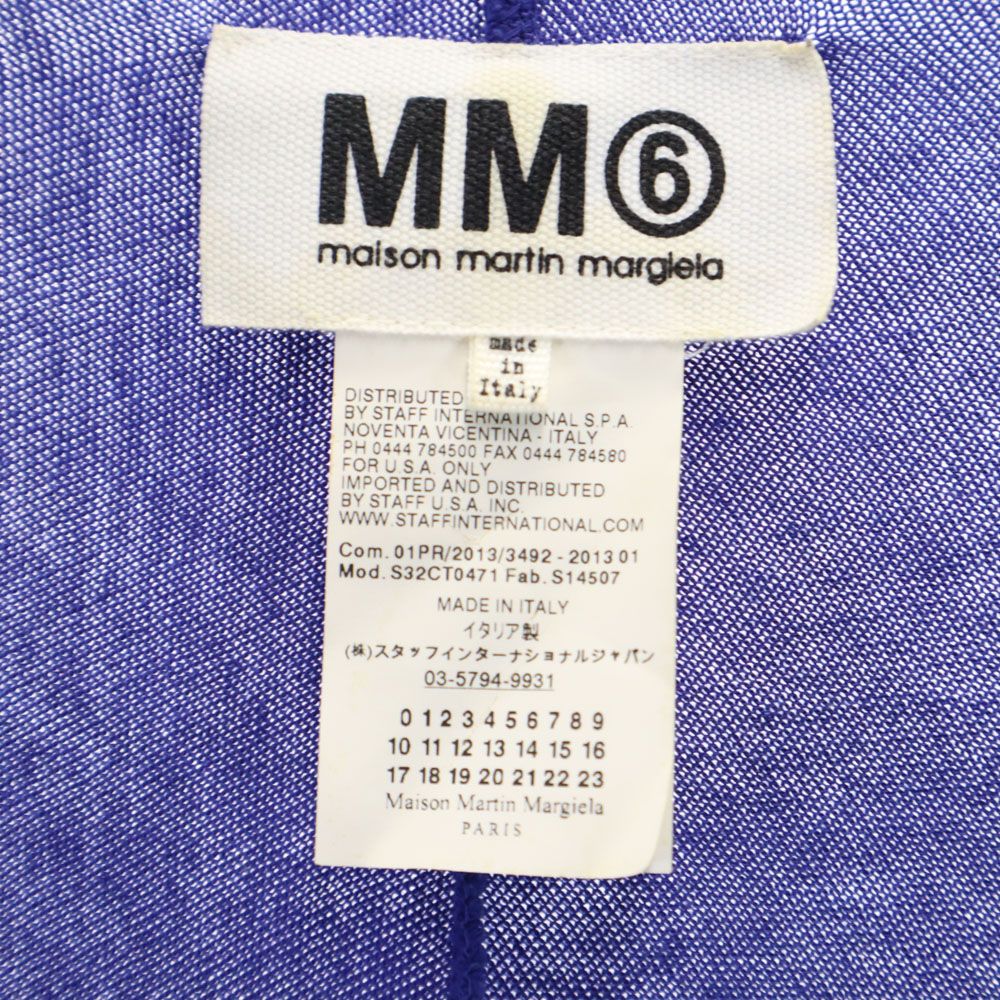 MM⑥
maison martin margiela
made
in
Italy
DISTRIBUTED
BY STAFF INTERNATIONAL S.P.A.
NOVENTA VICENTINA - ITALY
PH 0444 784500 FAX 0444 784580
FOR U.S.A. ONLY
IMPORTED AND DISTRIBUTED
BY STAFF U.S.A. INC.
WWW.STAFFINTERNATIONAL.COM
Com. 01PR/2013/3492 - 2013 01
Mod. S32CT0471 Fab. S14507
MADE IN ITALY
イタリア製
(株)スタッフインターナショナルジャパン
03-5794-9931
0 1 2 3 4 5 6 7 8 9
10 11 12 13 14 15 16
17 18 19 20 21 22 23
Maison Martin Margiela
PARIS